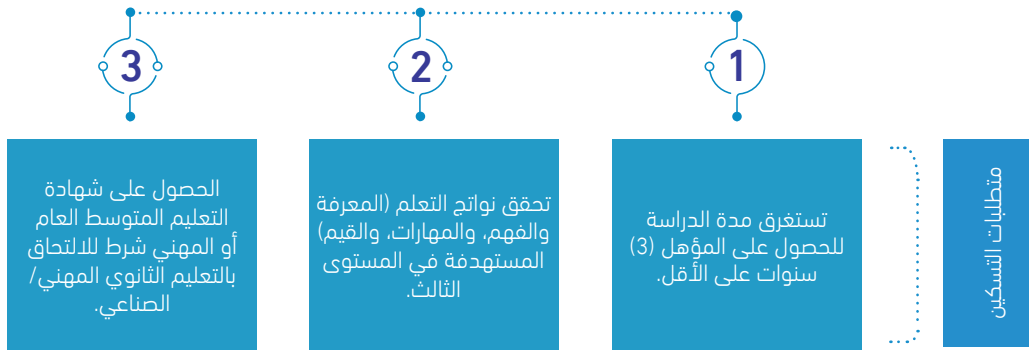 متطلبات التسكين
1
تستغرق مدة الدراسة
للحصول على المؤهل (3)
سنوات على الأقل.
2
تحقق نواتج التعلم (المعرفة
والفهم، والمهارات، والقيم)
المستهدفة في المستوى
الثالث.
3
الحصول على شهادة
التعليم المتوسط العام
أو المهني شرط للالتحاق
بالتعليم الثانوي المهني/
الصناعي.